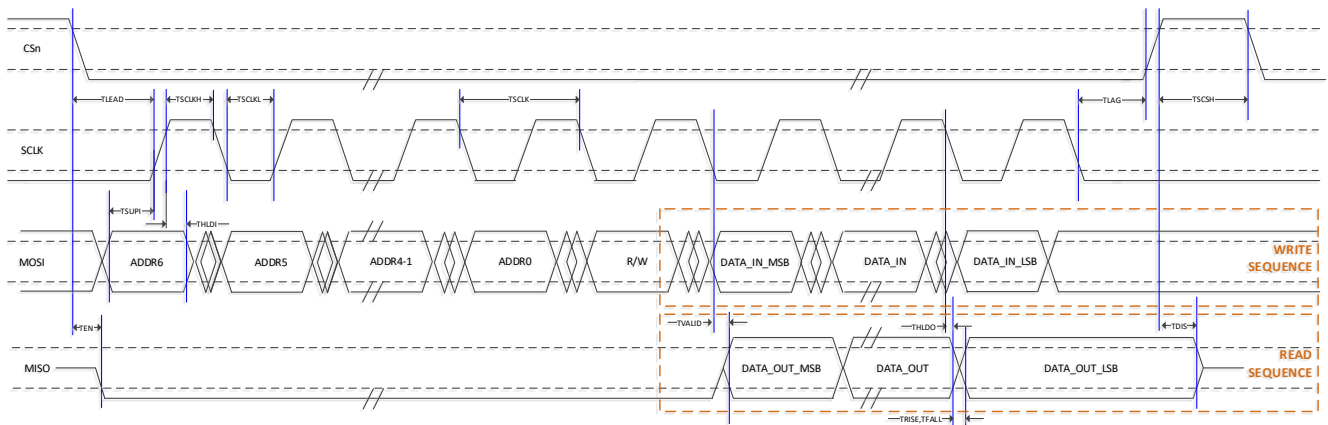 CSn
TLEAD
TSCLKH
TSCLKL
TSCLK
TLAG
TSCSH
SCLK
TSUPI
THLDI
MOSI
ADDR6
ADDR5
ADDR4-1
ADDR0
R/W
DATA_IN_MSB
DATA_IN
DATA_IN_LSB
WRITE
SEQUENCE
TEN
TVALID
THLDO
TDIS
MISO
DATA_OUT_MSB
DATA_OUT
DATA_OUT_LSB
READ
SEQUENCE
TRISE,TFALL